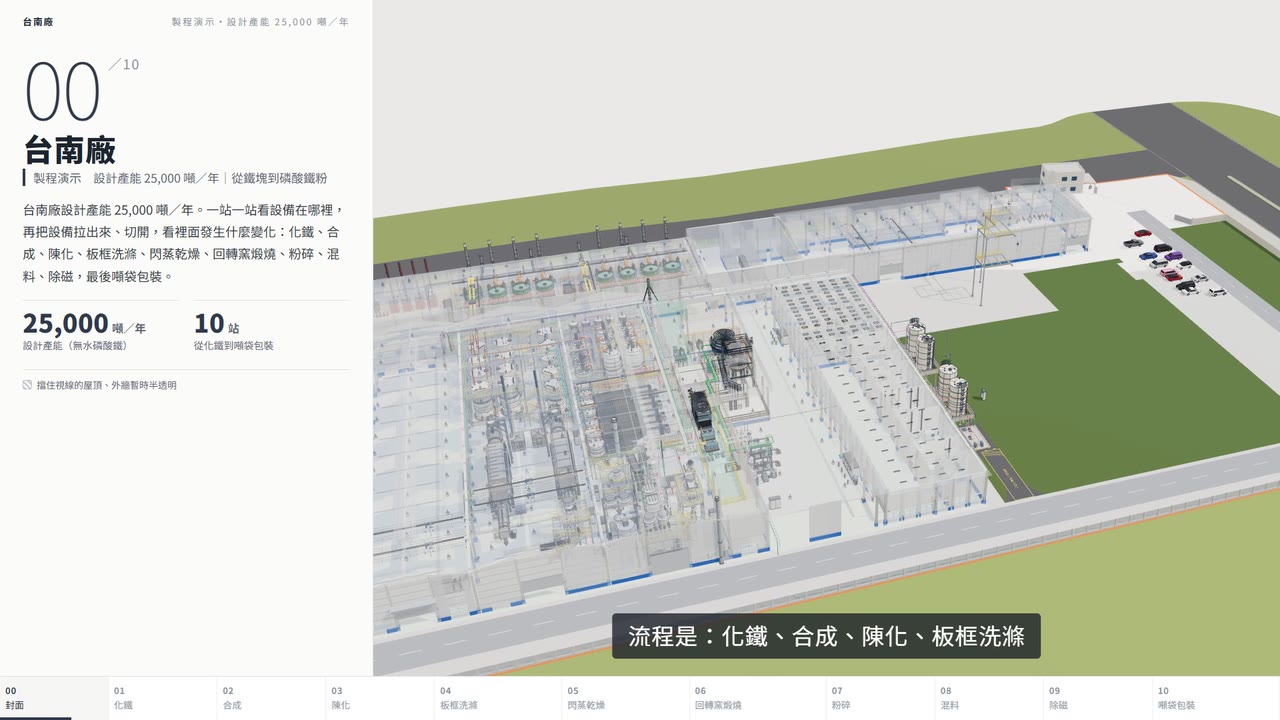 台南廠
製程演示・設計產能 25,000 噸／年
00 ／10
台南廠
製程演示 設計產能 25,000 噸／年｜從鐵塊到磷酸鐵粉
台南廠設計產能 25,000 噸／年。一站一站看設備在哪裡，
再把設備拉出來、切開，看裡面發生什麼變化：化鐵、合
成、陳化、板框洗滌、閃蒸乾燥、回轉窯煅燒、粉碎、混
料、除磁，最後噸袋包裝。
25,000 噸／年
設計產能（無水磷酸鐵）
10 站
從化鐵到噸袋包裝
擋住視線的屋頂、外牆暫時半透明
流程是：化鐵、合成、陳化、板框洗滌
00
封面
01
化鐵
02
合成
03
陳化
04
板框洗滌
05
閃蒸乾燥
06
回轉窯煅燒
07
粉碎
08
混料
09
除磁
10
噸袋包裝